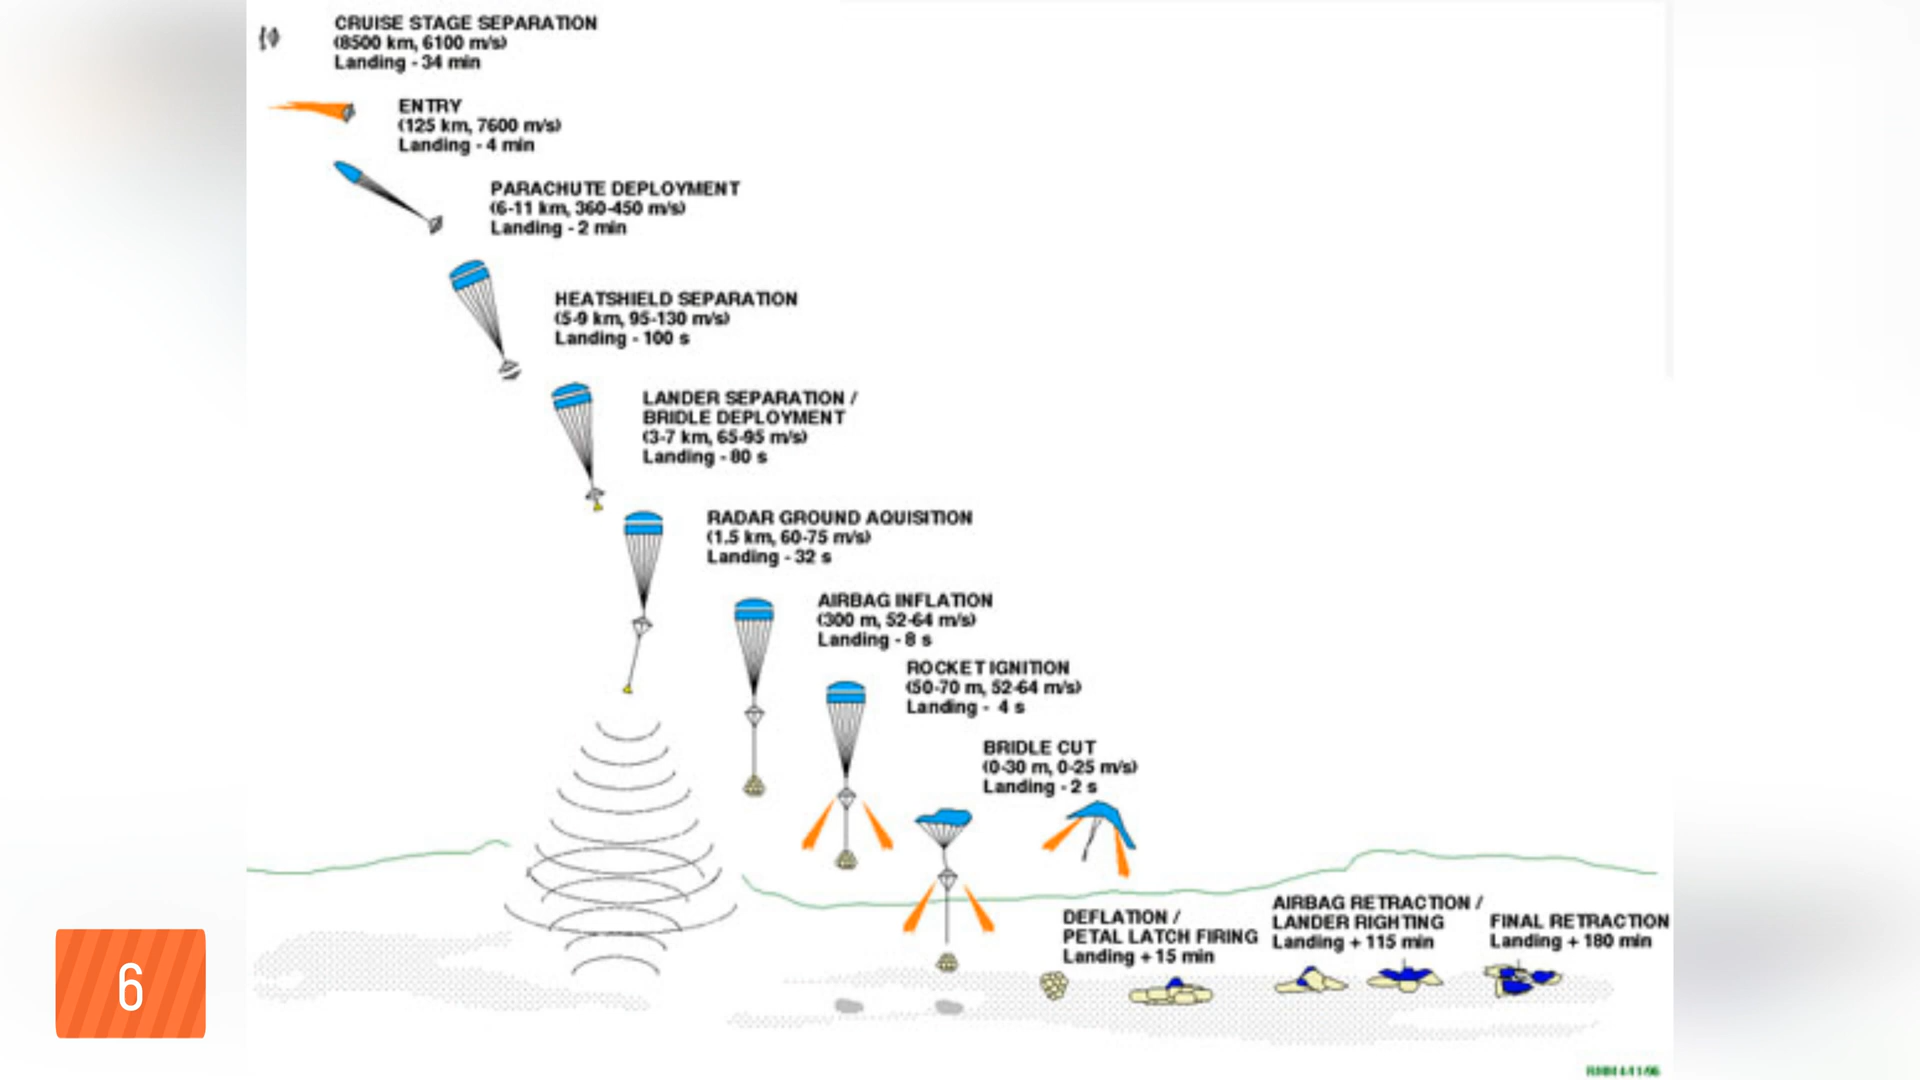 CRUISE STAGE SEPARATION
(8500 km, 6100 m/s)
Landing - 34 min
ENTRY
(125 km, 7600 m/s)
Landing - 4 min
PARACHUTE DEPLOYMENT
(6-11 km, 360-450 m/s)
Landing - 2 min
HEATSHIELD SEPARATION
(5-9 km, 95-130 m/s)
Landing - 100 s
LANDER SEPARATION /
BRIDLE DEPLOYMENT
(3-7 km, 65-95 m/s)
Landing - 80 s
RADAR GROUND AQUISITION
(1.5 km, 60-75 m/s)
Landing - 32 s
AIRBAG INFLATION
(300 m, 52-64 m/s)
Landing - 8 s
ROCKET IGNITION
(50-70 m, 52-64 m/s)
Landing - 4 s
BRIDLE CUT
(0-30 m, 0-25 m/s)
Landing - 2 s
DEFLATION /
PETAL LATCH FIRING
Landing + 15 min
AIRBAG RETRACTION /
LANDER RIGHTING
Landing + 115 min
FINAL RETRACTION
Landing + 180 min
6